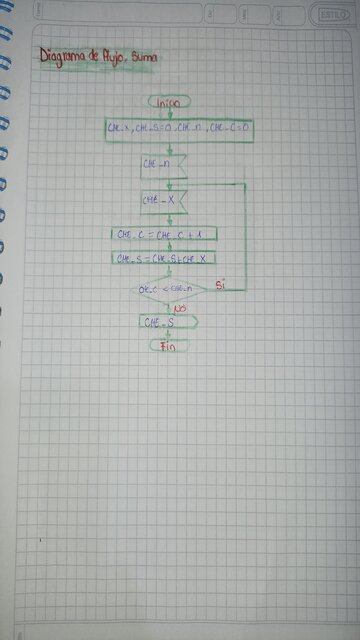 ESTILO
Diagrama de flujo. Suma
Inicio
CHE_X, CHE_S=0, CHE_n, CHE_C=0
CHE_n
CHE_X
CHE_C = CHE_C + 1
CHE_S = CHE_S + CHE_X
CHE_C < CHE_n
Si
NO
CHE_S
Fin